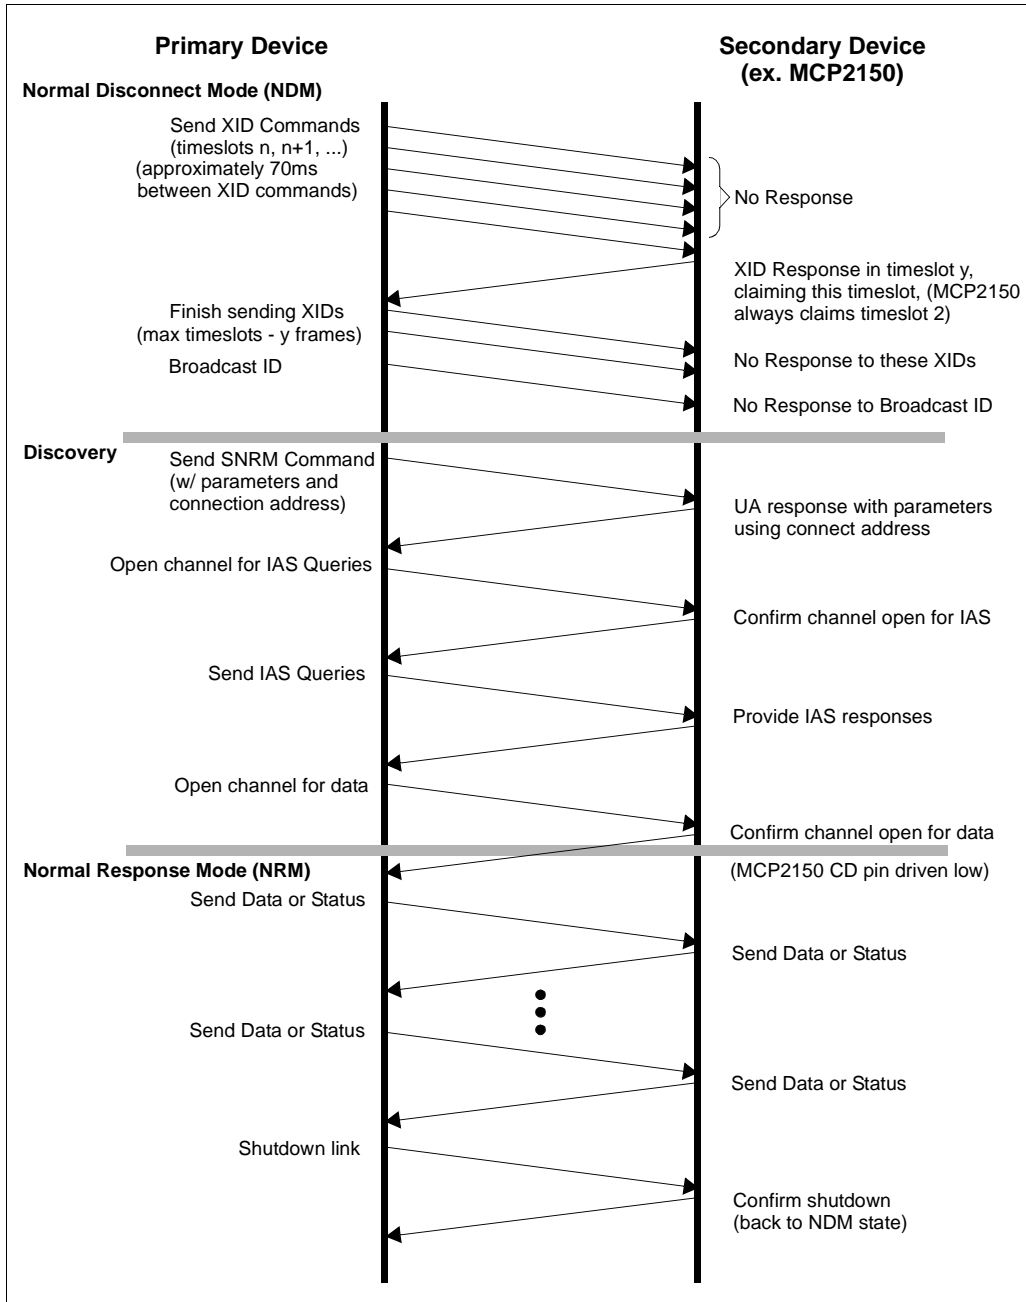 Primary Device
Secondary Device
(ex. MCP2150)
Normal Disconnect Mode (NDM)
Send XID Commands
(timeslots n, n+1, ...)
(approximately 70ms
between XID commands)
No Response
XID Response in timeslot y,
claiming this timeslot, (MCP2150
always claims timeslot 2)
Finish sending XIDs
(max timeslots - y frames)
No Response to these XIDs
Broadcast ID
No Response to Broadcast ID
Discovery
Send SNRM Command
(w/ parameters and
connection address)
UA response with parameters
using connect address
Open channel for IAS Queries
Confirm channel open for IAS
Send IAS Queries
Provide IAS responses
Open channel for data
Confirm channel open for data
Normal Response Mode (NRM)
(MCP2150 CD pin driven low)
Send Data or Status
Send Data or Status
Send Data or Status
Send Data or Status
Shutdown link
Confirm shutdown
(back to NDM state)